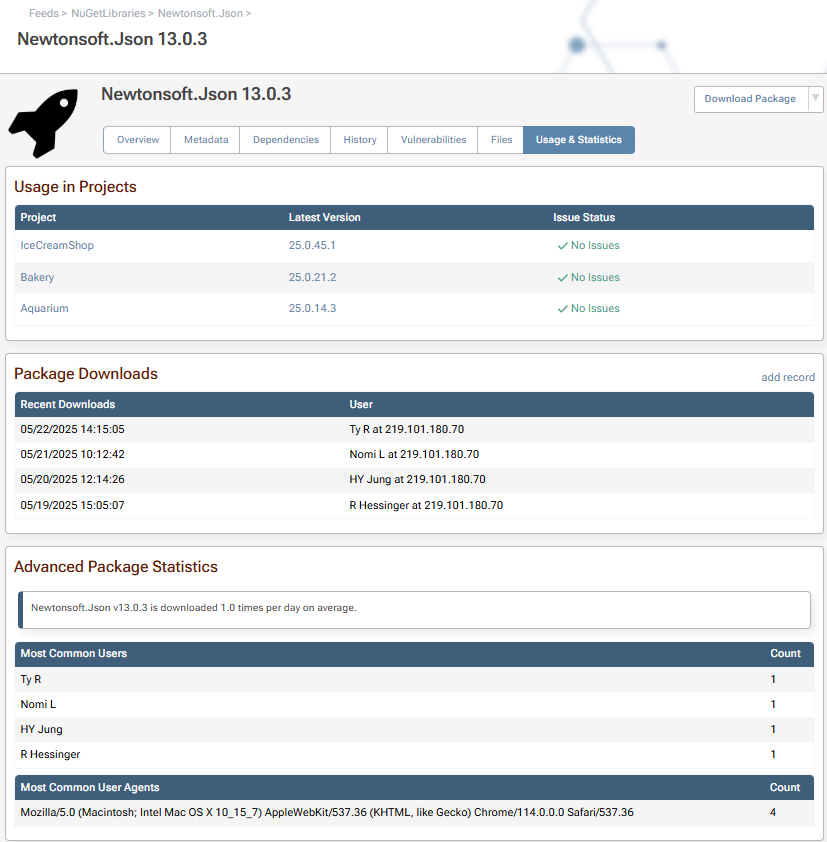 Feeds > NuGetLibraries > Newtonsoft.Json >
Newtonsoft.Json 13.0.3
Newtonsoft.Json 13.0.3
Download Package
Overview Metadata Dependencies History Vulnerabilities Files Usage & Statistics
Usage in Projects
Project Latest Version Issue Status
IceCreamShop 25.0.45.1 ✓ No Issues
Bakery 25.0.21.2 ✓ No Issues
Aquarium 25.0.14.3 ✓ No Issues
Package Downloads
add record
Recent Downloads User
05/22/2025 14:15:05 Ty R at 219.101.180.70
05/21/2025 10:12:42 Nomi L at 219.101.180.70
05/20/2025 12:14:26 HY Jung at 219.101.180.70
05/19/2025 15:05:07 R Hessinger at 219.101.180.70
Advanced Package Statistics
Newtonsoft.Json v13.0.3 is downloaded 1.0 times per day on average.
Most Common Users Count
Ty R 1
Nomi L 1
HY Jung 1
R Hessinger 1
Most Common User Agents Count
Mozilla/5.0 (Macintosh; Intel Mac OS X 10_15_7) AppleWebKit/537.36 (KHTML, like Gecko) Chrome/114.0.0.0 Safari/537.36 4